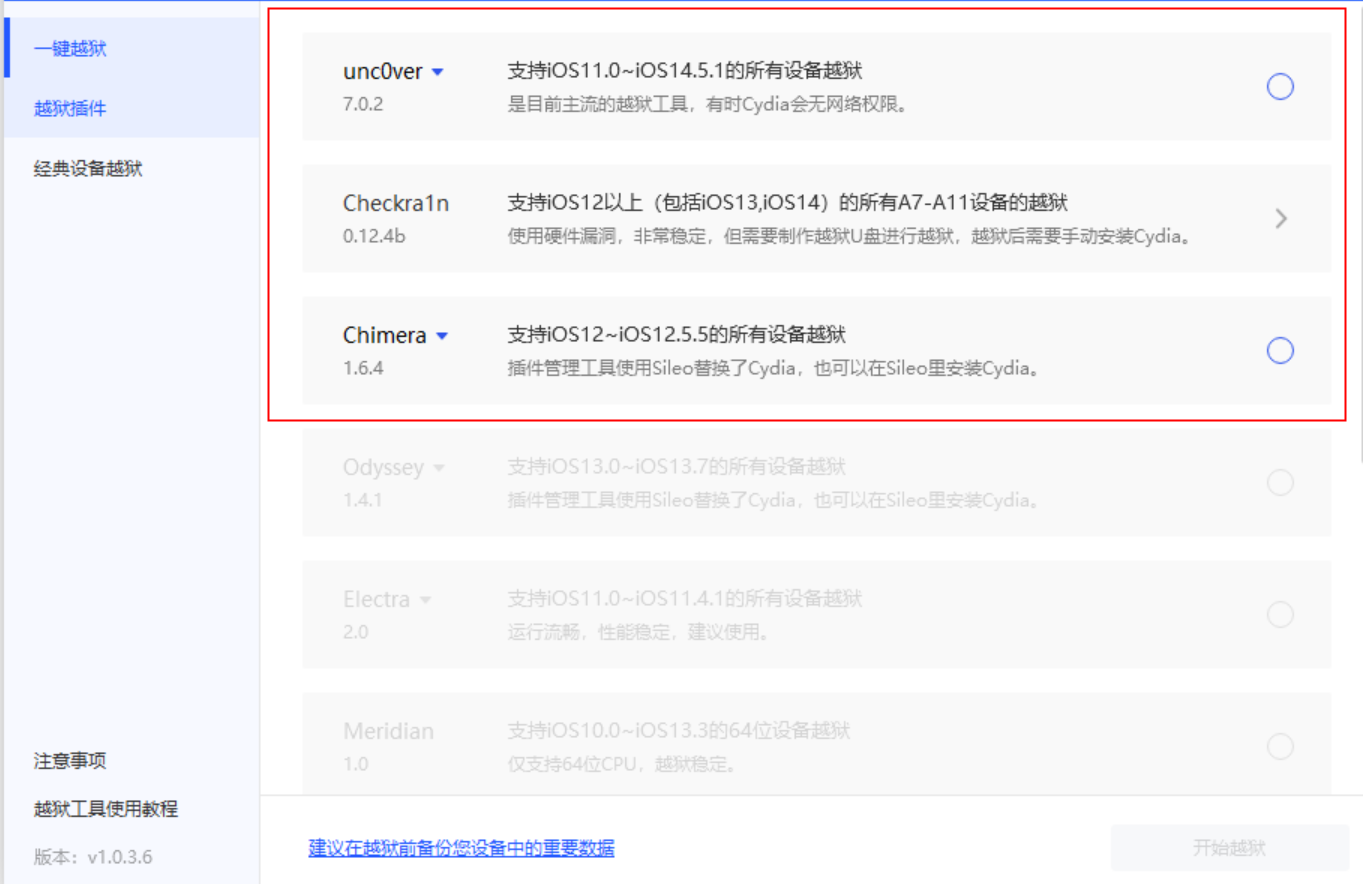 一键越狱
越狱插件
经典设备越狱
unc0ver
7.0.2
支持iOS11.0~iOS14.5.1的所有设备越狱
是目前主流的越狱工具，有时Cydia会无网络权限。
Checkra1n
0.12.4b
支持iOS12以上（包括iOS13,iOS14）的所有A7-A11设备的越狱
使用硬件漏洞，非常稳定，但需要制作越狱U盘进行越狱，越狱后需要手动安装Cydia。
Chimera
1.6.4
支持iOS12~iOS12.5.5的所有设备越狱
插件管理工具使用Sileo替换了Cydia，也可以在Sileo里安装Cydia。
Odyssey
1.4.1
支持iOS13.0~iOS13.7的所有设备越狱
插件管理工具使用Sileo替换了Cydia，也可以在Sileo里安装Cydia。
Electra
2.0
支持iOS11.0~iOS11.4.1的所有设备越狱
运行流畅，性能稳定，建议使用。
Meridian
1.0
支持iOS10.0~iOS13.3的64位设备越狱
仅支持64位CPU，越狱稳定。
注意事项
越狱工具使用教程
版本：v1.0.3.6
建议在越狱前备份您设备中的重要数据
开始越狱